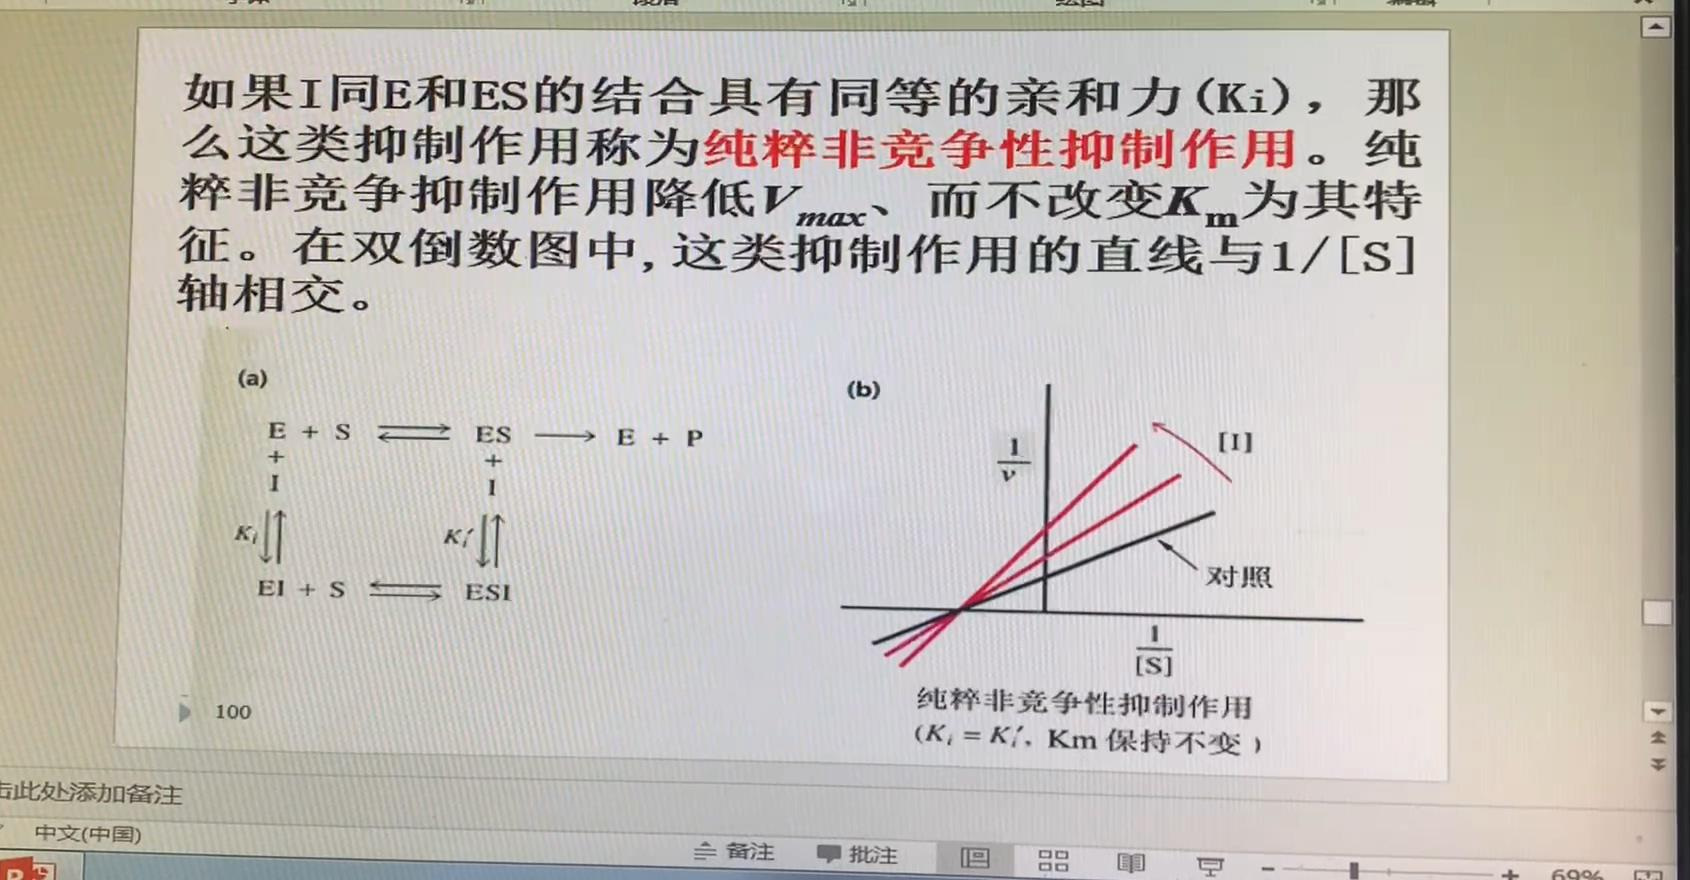 如果I同E和ES的结合具有同等的亲和力(Ki)，那
么这类抑制作用称为纯粹非竞争性抑制作用。纯
粹非竞争抑制作用降低Vmax、而不改变Km为其特
征。在双倒数图中,这类抑制作用的直线与1/[S]
轴相交。
(a)
E + S ⇌ ES → E + P
+ +
I I
Ki Ki′
EI + S ⇌ ESI
(b)
1
v
[I]
对照
1
[S]
纯粹非竞争性抑制作用
(Ki = Ki′, Km 保持不变 )
100
击此处添加备注
中文(中国)
备注
批注
69%